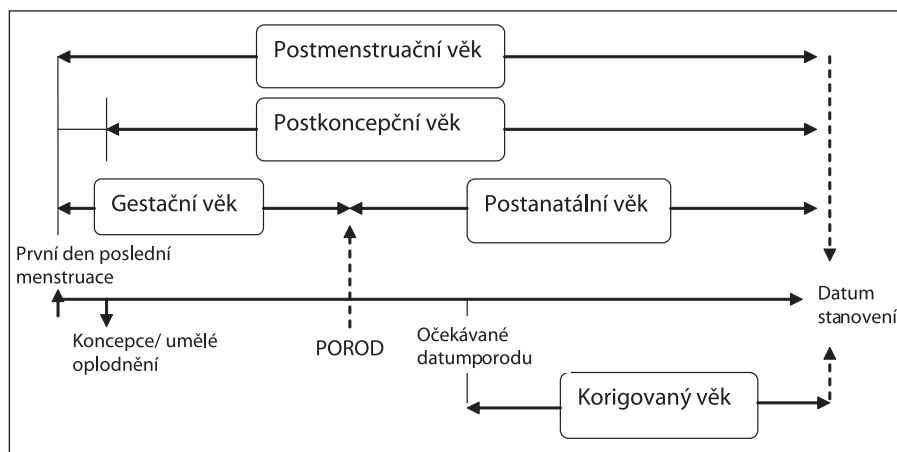 Postmenstruační věk
Postkoncepční věk
Gestační věk
Postanatální věk
První den poslední
menstruace
Koncepce/ umělé
oplodnění
POROD
Očekávané
datumporodu
Datum
stanovení
Korigovaný věk